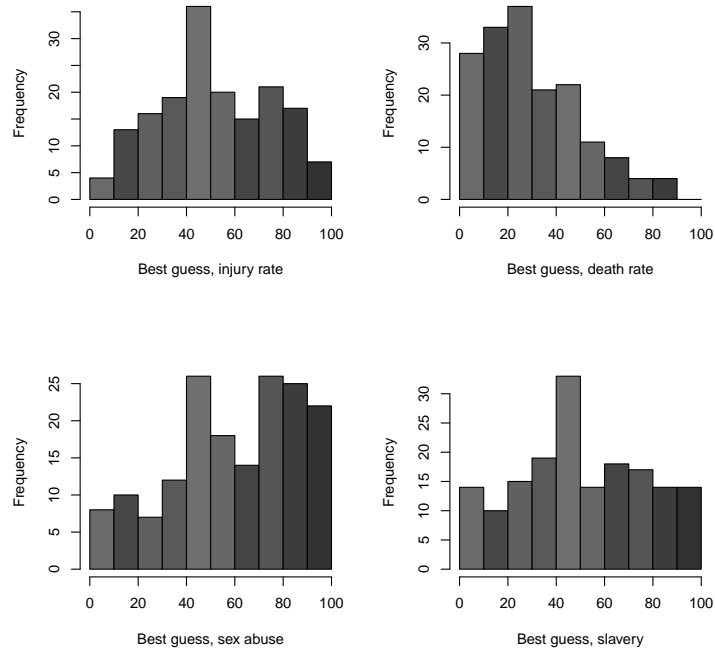 Frequency
0 5 10 20 30
0 20 40 60 80 100
Best guess, injury rate
Frequency
0 10 20 30
0 20 40 60 80 100
Best guess, death rate
Frequency
0 5 10 15 20 25
0 20 40 60 80 100
Best guess, sex abuse
Frequency
0 5 10 15 20 25 30
0 20 40 60 80 100
Best guess, slavery